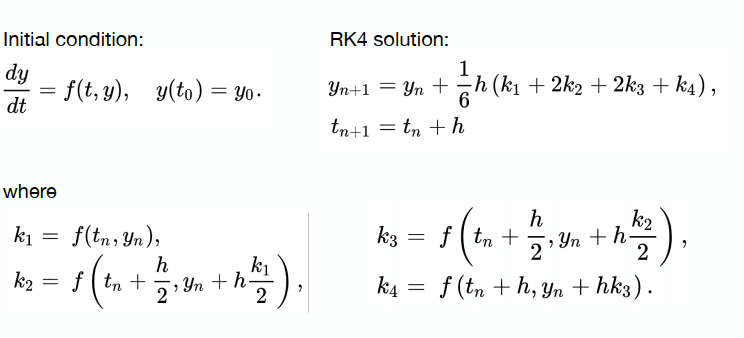 Initial condition:
dy/dt = f(t, y), y(t₀) = y₀.
RK4 solution:
yₙ₊₁ = yₙ + 1/6 h (k₁ + 2k₂ + 2k₃ + k₄),
tₙ₊₁ = tₙ + h
where
k₁ = f(tₙ, yₙ),
k₂ = f(tₙ + h/2, yₙ + h k₁/2),
k₃ = f(tₙ + h/2, yₙ + h k₂/2),
k₄ = f(tₙ + h, yₙ + hk₃).